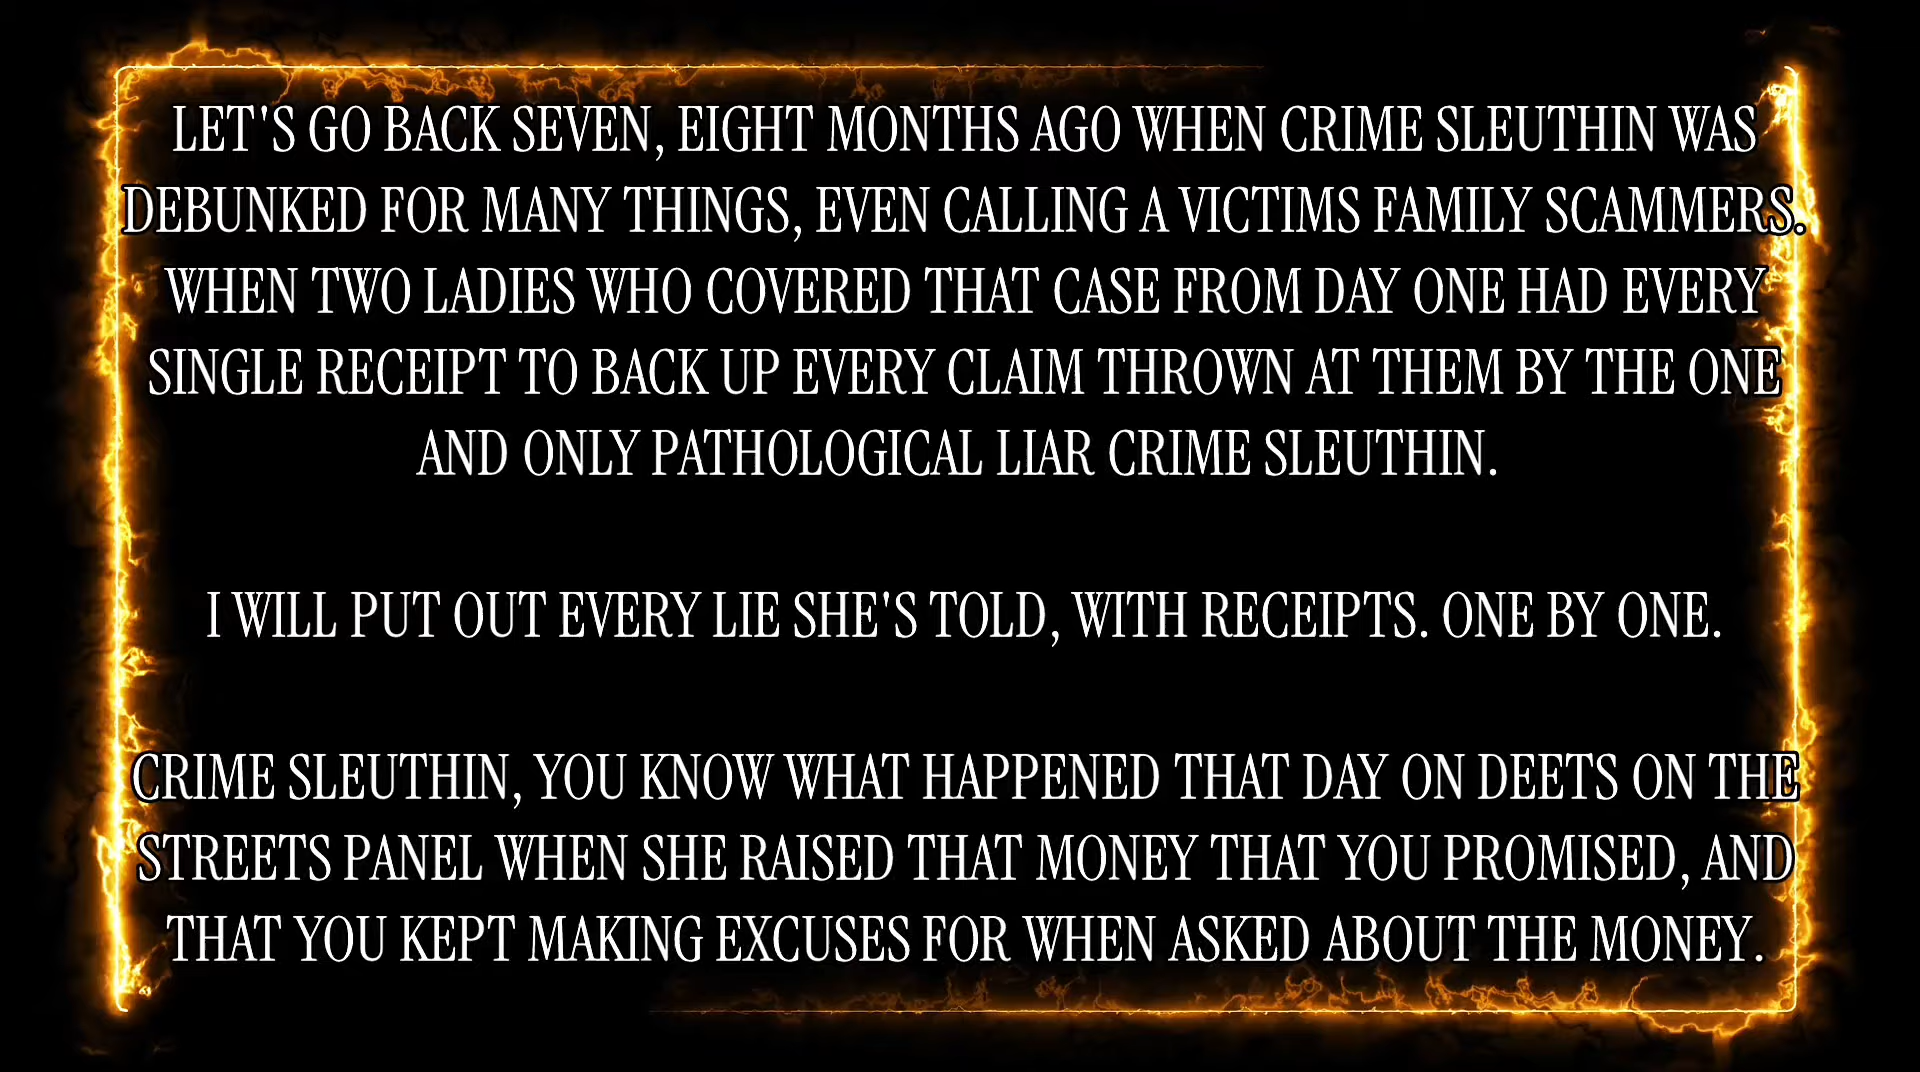 LET'S GO BACK SEVEN, EIGHT MONTHS AGO WHEN CRIME SLEUTHIN WAS
DEBUNKED FOR MANY THINGS, EVEN CALLING A VICTIMS FAMILY SCAMMERS.
WHEN TWO LADIES WHO COVERED THAT CASE FROM DAY ONE HAD EVERY
SINGLE RECEIPT TO BACK UP EVERY CLAIM THROWN AT THEM BY THE ONE
AND ONLY PATHOLOGICAL LIAR CRIME SLEUTHIN.
I WILL PUT OUT EVERY LIE SHE'S TOLD, WITH RECEIPTS. ONE BY ONE.
CRIME SLEUTHIN, YOU KNOW WHAT HAPPENED THAT DAY ON DEETS ON THE
STREETS PANEL WHEN SHE RAISED THAT MONEY THAT YOU PROMISED, AND
THAT YOU KEPT MAKING EXCUSES FOR WHEN ASKED ABOUT THE MONEY.